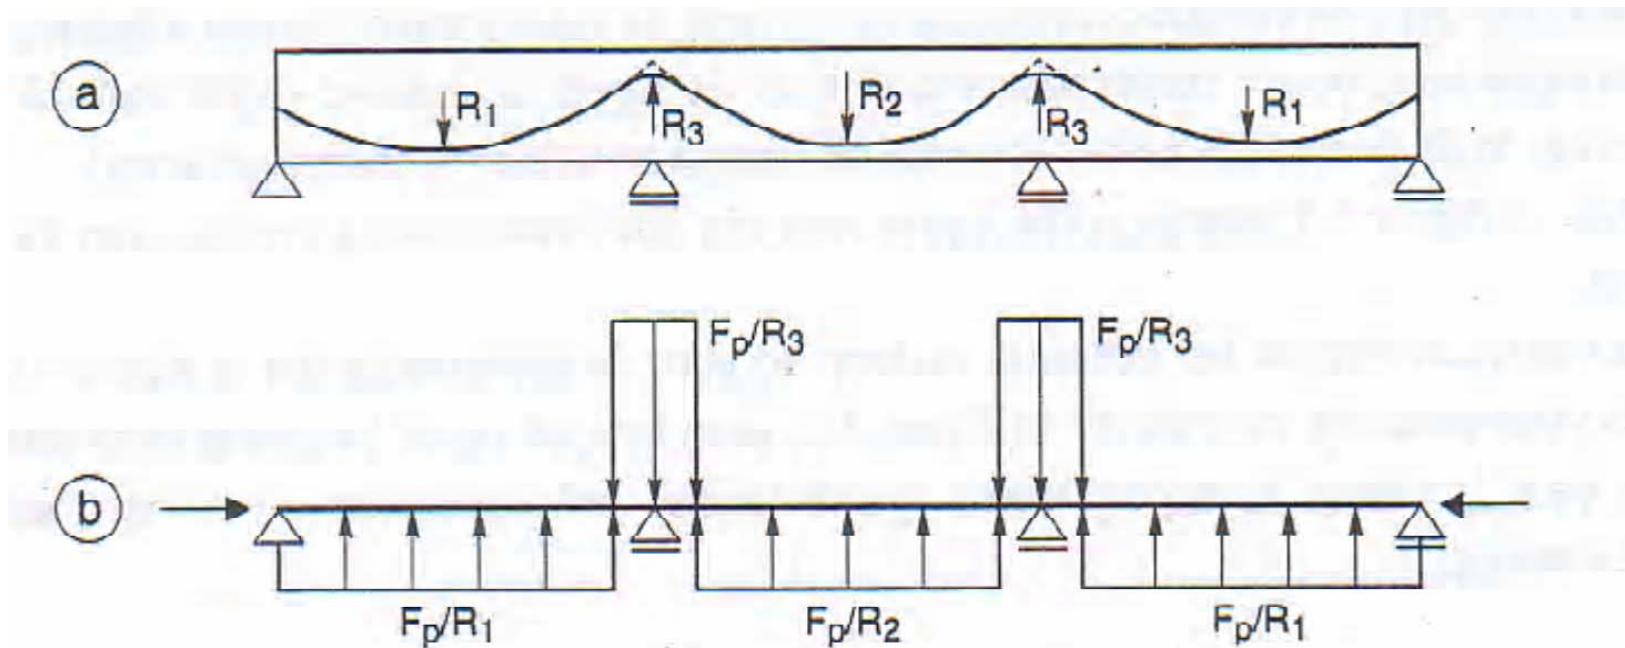 a
R1 R3 R2 R3 R1
Fp/R3 Fp/R3
b
Fp/R1 Fp/R2 Fp/R1